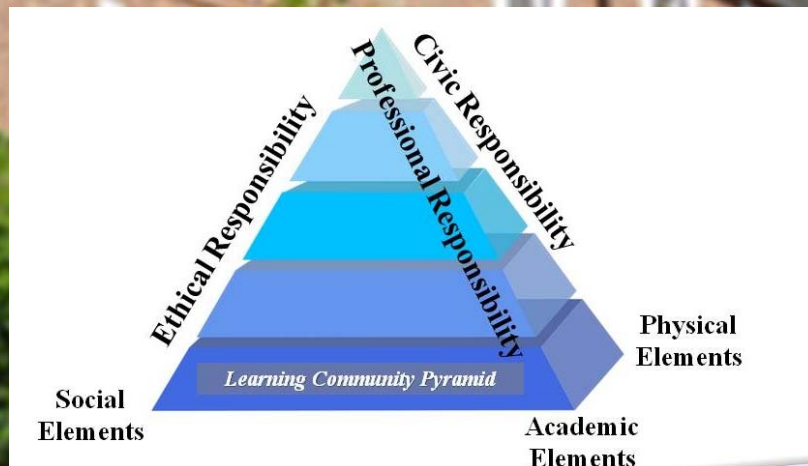 Ethical Responsibility
Professional Responsibility
Civic Responsibility
Learning Community Pyramid
Social
Elements
Academic
Elements
Physical
Elements